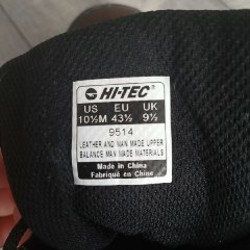 HI-TEC
US EU UK
10½M 43½ 9½
9514
LEATHER AND MAN MADE UPPER
BALANCE MAN MADE MATERIALS
Made in China
Fabriqué en Chine